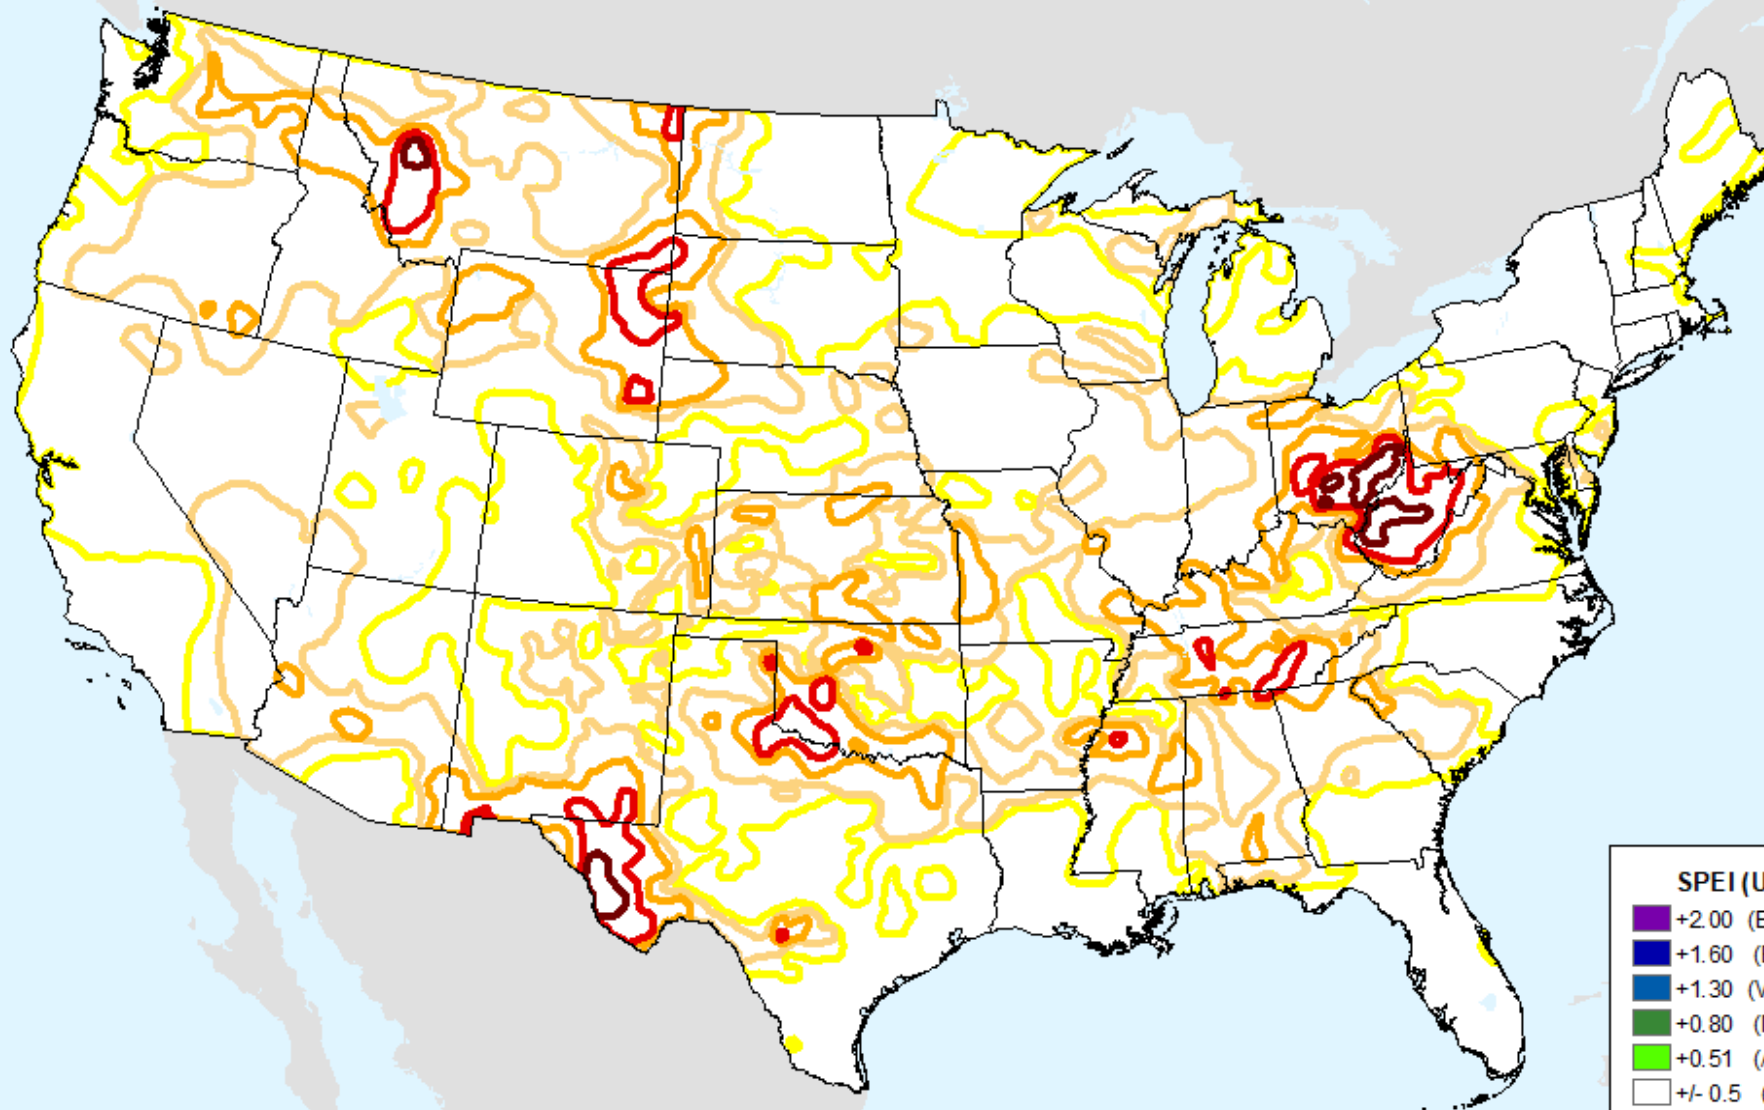 SPEI (U
+2.00 (E
+1.60 (
+1.30 (V
+0.80 (
+0.51 (
+/- 0.5 (